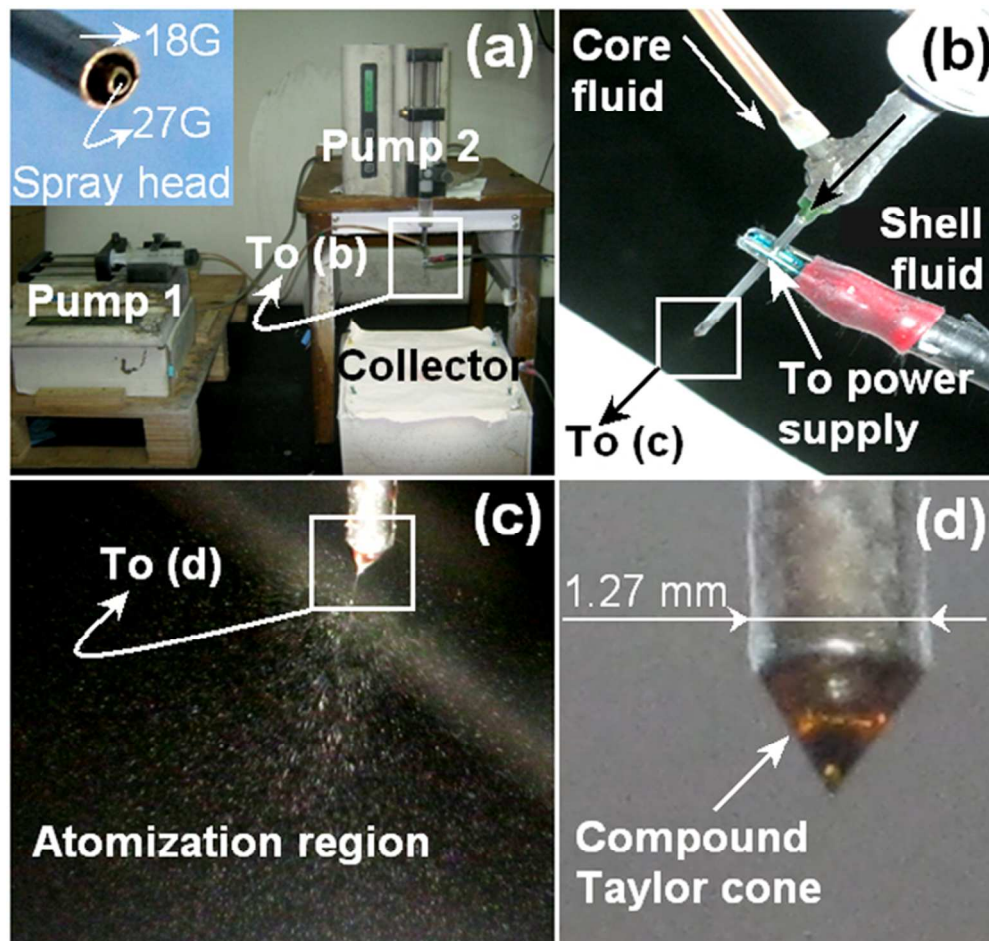 18G
27G
Spray head
(a)
Pump 2
To (b)
Pump 1
Collector
Core
fluid
(b)
Shell
fluid
To power
supply
To (c)
(c)
To (d)
Atomization region
(d)
1.27 mm
Compound
Taylor cone